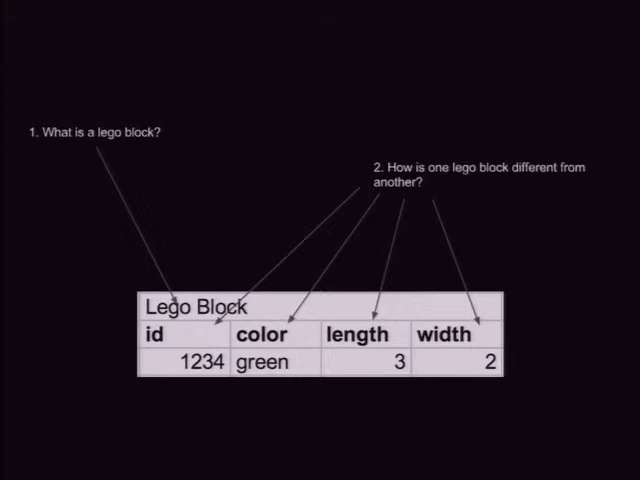 1. What is a lego block?
2. How is one lego block different from
another?
Lego Block
id color length width
1234 green 3 2